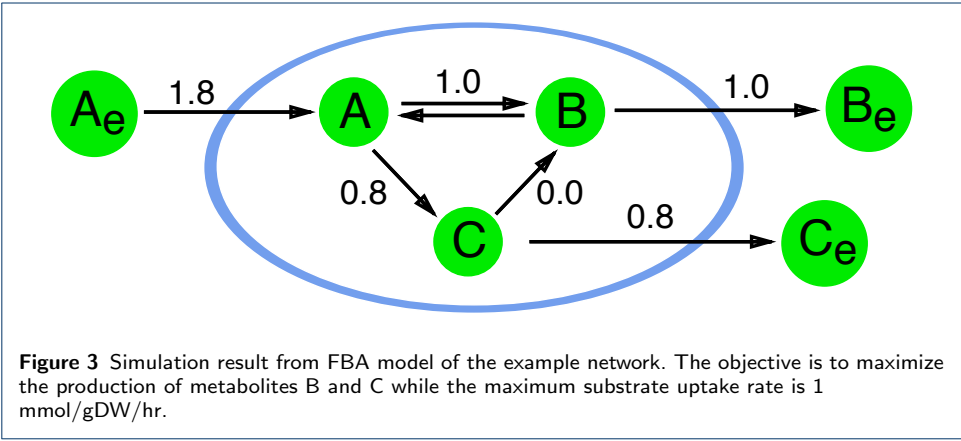 1.8
1.0
1.0
Ae
A
B
Be
0.8
0.0
0.8
C
Ce
Figure 3 Simulation result from FBA model of the example network. The objective is to maximize
the production of metabolites B and C while the maximum substrate uptake rate is 1
mmol/gDW/hr.